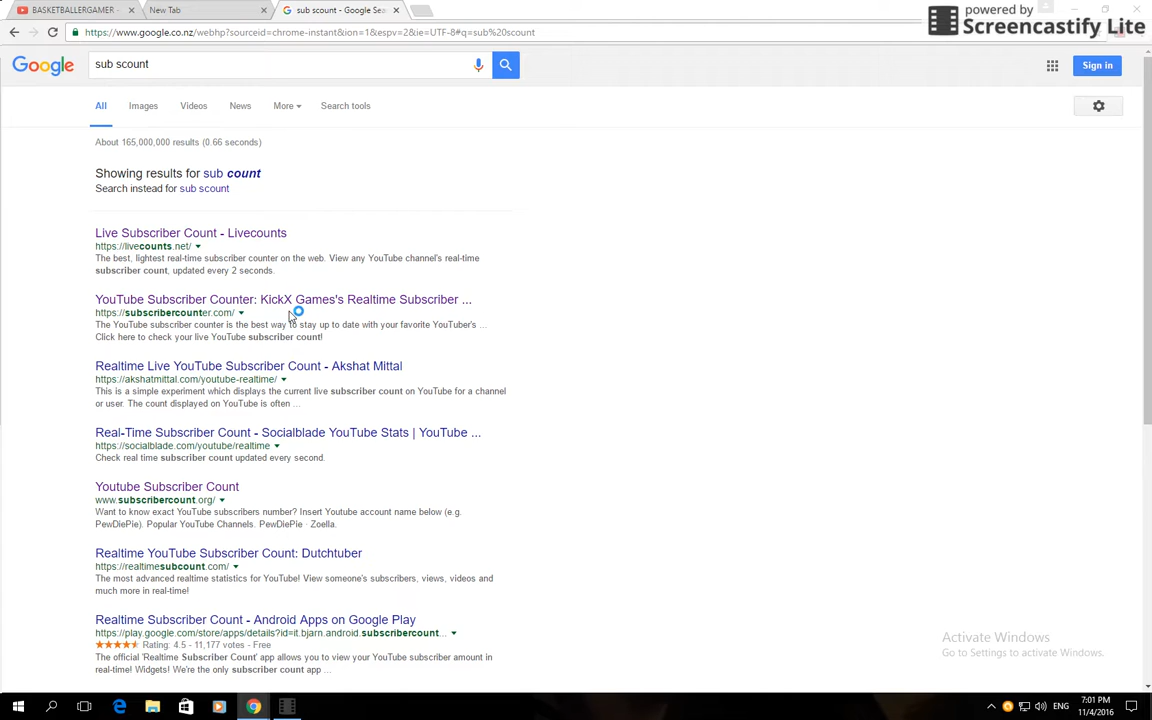 BASKETBALLERGAMER -
New Tab
sub scount - Google Sea
powered by
Screencastify Lite
https://www.google.co.nz/webhp?sourceid=chrome-instant&ion=1&espv=2&ie=UTF-8#q=sub%20scount
Google
sub scount
Sign in
All
Images
Videos
News
More
Search tools
About 165,000,000 results (0.66 seconds)
Showing results for sub count
Search instead for sub scount
Live Subscriber Count - Livecounts
https://livecounts.net/
The best, lightest real-time subscriber counter on the web. View any YouTube channel's real-time
subscriber count, updated every 2 seconds.
YouTube Subscriber Counter: KickX Games's Realtime Subscriber ...
https://subscribercounter.com/
The YouTube subscriber counter is the best way to stay up to date with your favorite YouTuber's ...
Click here to check your live YouTube subscriber count!
Realtime Live YouTube Subscriber Count - Akshat Mittal
https://akshatmittal.com/youtube-realtime/
This is a simple experiment which displays the current live subscriber count on YouTube for a channel
or user. The count displayed on YouTube is often ...
Real-Time Subscriber Count - Socialblade YouTube Stats | YouTube ...
https://socialblade.com/youtube/realtime
Check real time subscriber count updated every second.
Youtube Subscriber Count
www.subscribercount.org/
Want to know exact YouTube subscribers number? Insert Youtube account name below (e.g.
PewDiePie). Popular YouTube Channels. PewDiePie · Zoella.
Realtime YouTube Subscriber Count: Dutchtuber
https://realtimesubcount.com/
The most advanced realtime statistics for YouTube! View someone's subscribers, views, videos and
much more in real-time!
Realtime Subscriber Count - Android Apps on Google Play
https://play.google.com/store/apps/details?id=it.bjarn.android.subscribercount...
Rating: 4.5 - 11,177 votes - Free
The official 'Realtime Subscriber Count' app allows you to view your YouTube subscriber amount in
real-time! Widgets! We're the only subscriber count app ...
Activate Windows
Go to Settings to activate Windows.
ENG
7:01 PM
11/4/2016